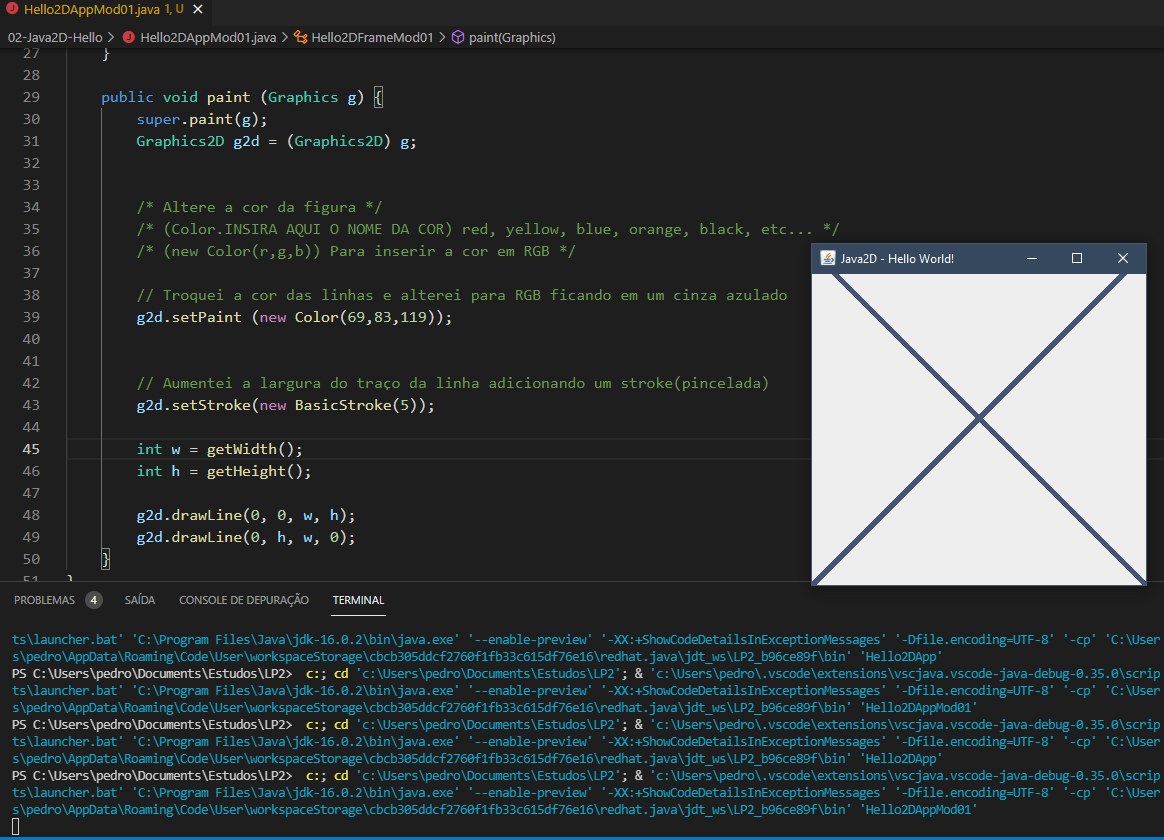 Hello2DAppMod01.java 1, U
02-Java2D-Hello > Hello2DAppMod01.java > Hello2DFrameMod01 > paint(Graphics)
27 }
28
29 public void paint (Graphics g) {
30 super.paint(g);
31 Graphics2D g2d = (Graphics2D) g;
32
33
34 /* Altere a cor da figura */
35 /* (Color.INSIRA AQUI O NOME DA COR) red, yellow, blue, orange, black, etc... */
36 /* (new Color(r,g,b)) Para inserir a cor em RGB */
37
38 // Troquei a cor das linhas e alterei para RGB ficando em um cinza azulado
39 g2d.setPaint (new Color(69,83,119));
40
41
42 // Aumentei a largura do traço da linha adicionando um stroke(pincelada)
43 g2d.setStroke(new BasicStroke(5));
44
45 int w = getWidth();
46 int h = getHeight();
47
48 g2d.drawLine(0, 0, w, h);
49 g2d.drawLine(0, h, w, 0);
50 }
51 }
Java2D - Hello World!
PROBLEMAS 4 SAÍDA CONSOLE DE DEPURAÇÃO TERMINAL
ts\launcher.bat' 'C:\Program Files\Java\jdk-16.0.2\bin\java.exe' '--enable-preview' '-XX:+ShowCodeDetailsInExceptionMessages' '-Dfile.encoding=UTF-8' '-cp' 'C:\User
s\pedro\AppData\Roaming\Code\User\workspaceStorage\cbcb305ddcf2760f1fb33c615df76e16\redhat.java\jdt_ws\LP2_b96ce89f\bin' 'Hello2DApp'
PS C:\Users\pedro\Documents\Estudos\LP2> c:; cd 'c:\Users\pedro\Documents\Estudos\LP2'; & 'c:\Users\pedro\.vscode\extensions\vscjava.vscode-java-debug-0.35.0\scrip
ts\launcher.bat' 'C:\Program Files\Java\jdk-16.0.2\bin\java.exe' '--enable-preview' '-XX:+ShowCodeDetailsInExceptionMessages' '-Dfile.encoding=UTF-8' '-cp' 'C:\User
s\pedro\AppData\Roaming\Code\User\workspaceStorage\cbcb305ddcf2760f1fb33c615df76e16\redhat.java\jdt_ws\LP2_b96ce89f\bin' 'Hello2DAppMod01'
PS C:\Users\pedro\Documents\Estudos\LP2> c:; cd 'c:\Users\pedro\Documents\Estudos\LP2'; & 'c:\Users\pedro\.vscode\extensions\vscjava.vscode-java-debug-0.35.0\scrip
ts\launcher.bat' 'C:\Program Files\Java\jdk-16.0.2\bin\java.exe' '--enable-preview' '-XX:+ShowCodeDetailsInExceptionMessages' '-Dfile.encoding=UTF-8' '-cp' 'C:\User
s\pedro\AppData\Roaming\Code\User\workspaceStorage\cbcb305ddcf2760f1fb33c615df76e16\redhat.java\jdt_ws\LP2_b96ce89f\bin' 'Hello2DApp'
PS C:\Users\pedro\Documents\Estudos\LP2> c:; cd 'c:\Users\pedro\Documents\Estudos\LP2'; & 'c:\Users\pedro\.vscode\extensions\vscjava.vscode-java-debug-0.35.0\scrip
ts\launcher.bat' 'C:\Program Files\Java\jdk-16.0.2\bin\java.exe' '--enable-preview' '-XX:+ShowCodeDetailsInExceptionMessages' '-Dfile.encoding=UTF-8' '-cp' 'C:\User
s\pedro\AppData\Roaming\Code\User\workspaceStorage\cbcb305ddcf2760f1fb33c615df76e16\redhat.java\jdt_ws\LP2_b96ce89f\bin' 'Hello2DAppMod01'